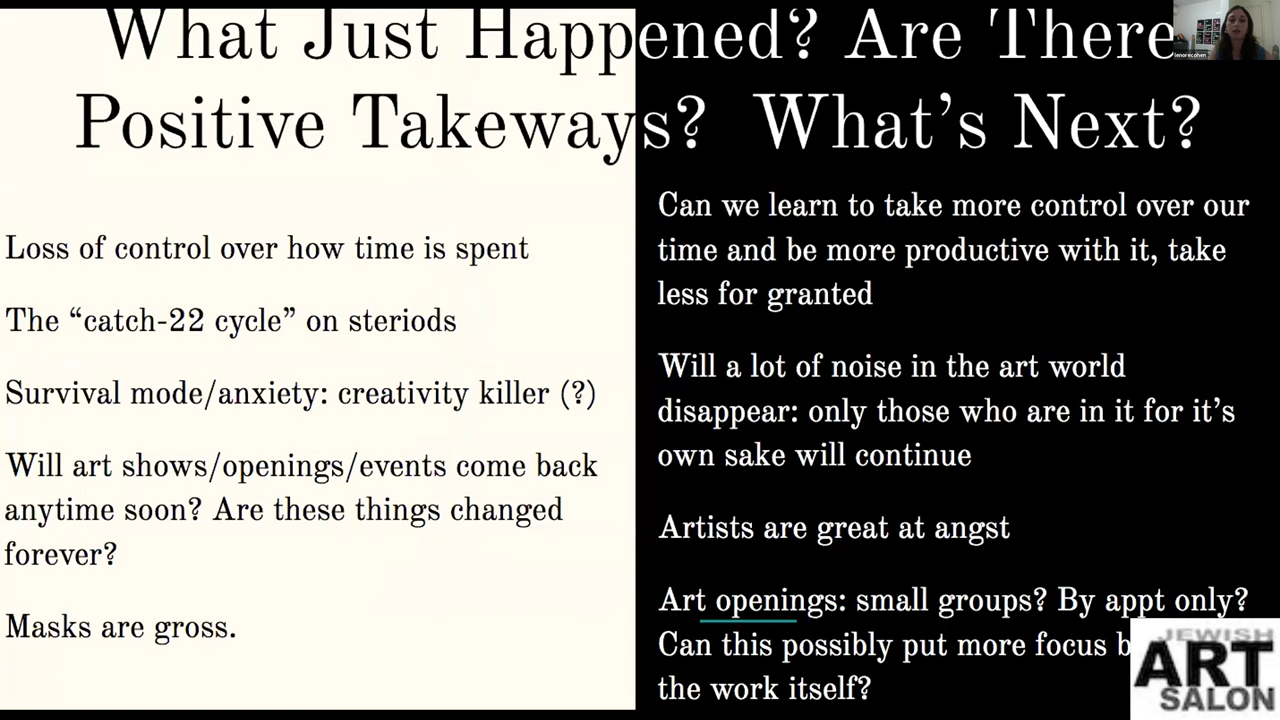 What Just Happened? Are There
Positive Takeways? What's Next?
lenorecohen
Loss of control over how time is spent
The “catch-22 cycle” on steriods
Survival mode/anxiety: creativity killer (?)
Will art shows/openings/events come back
anytime soon? Are these things changed
forever?
Masks are gross.
Can we learn to take more control over our
time and be more productive with it, take
less for granted
Will a lot of noise in the art world
disappear: only those who are in it for it's
own sake will continue
Artists are great at angst
Art openings: small groups? By appt only?
Can this possibly put more focus b
the work itself?
JEWISH
ART
SALON